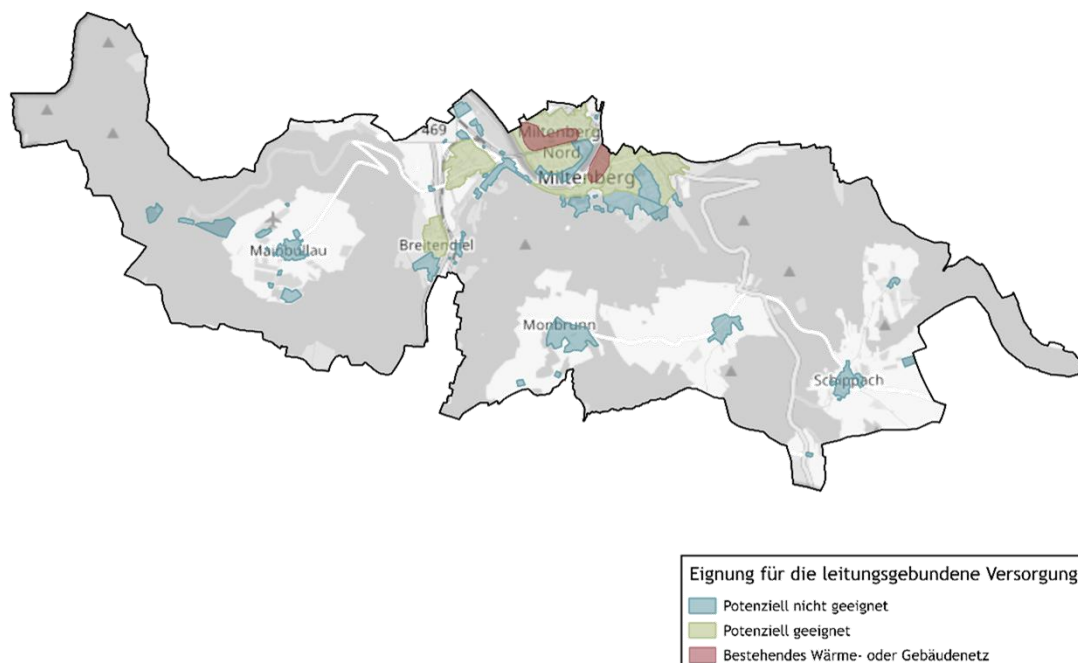 469
Miltenberg
Nord
Miltenberg
Mainbullau
Breitendiel
Monbrunn
Schippach
Eignung für die leitungsgebundene Versorgung
Potenziell nicht geeignet
Potenziell geeignet
Bestehendes Wärme- oder Gebäudenetz